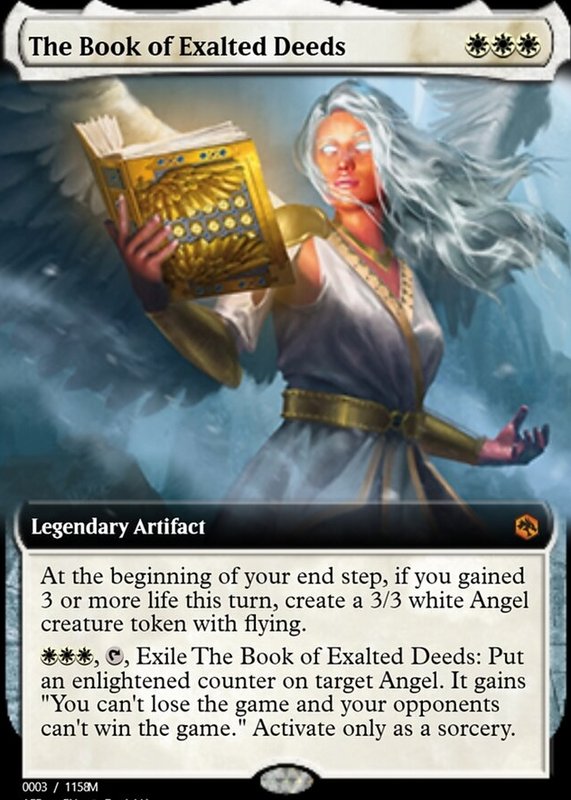 The Book of Exalted Deeds
Legendary Artifact
At the beginning of your end step, if you gained
3 or more life this turn, create a 3/3 white Angel
creature token with flying.
, , Exile The Book of Exalted Deeds: Put
an enlightened counter on target Angel. It gains
"You can't lose the game and your opponents
can't win the game." Activate only as a sorcery.
0003 / 1158M